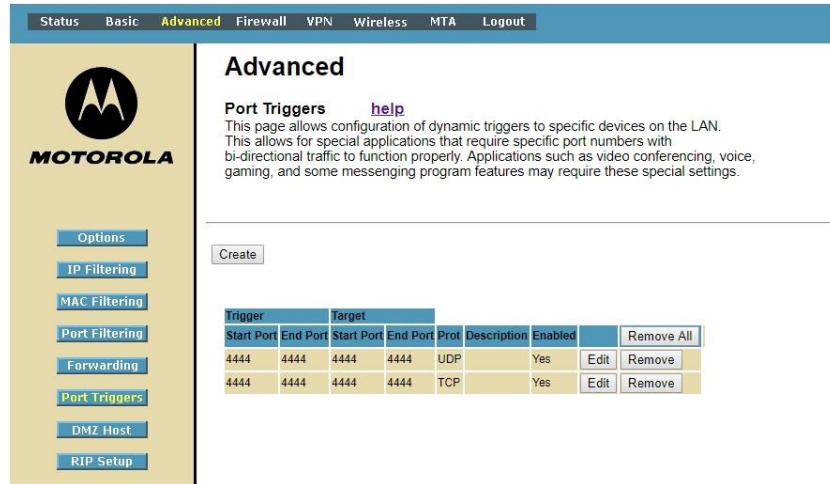 Status Basic Advanced Firewall VPN Wireless MTA Logout
MOTOROLA
Options
IP Filtering
MAC Filtering
Port Filtering
Forwarding
Port Triggers
DMZ Host
RIP Setup
Advanced
Port Triggers help
This page allows configuration of dynamic triggers to specific devices on the LAN.
This allows for special applications that require specific port numbers with
bi-directional traffic to function properly. Applications such as video conferencing, voice,
gaming, and some messenging program features may require these special settings.
Create
Trigger Target
Start Port End Port Start Port End Port Prot Description Enabled Remove All
4444 4444 4444 4444 UDP Yes Edit Remove
4444 4444 4444 4444 TCP Yes Edit Remove